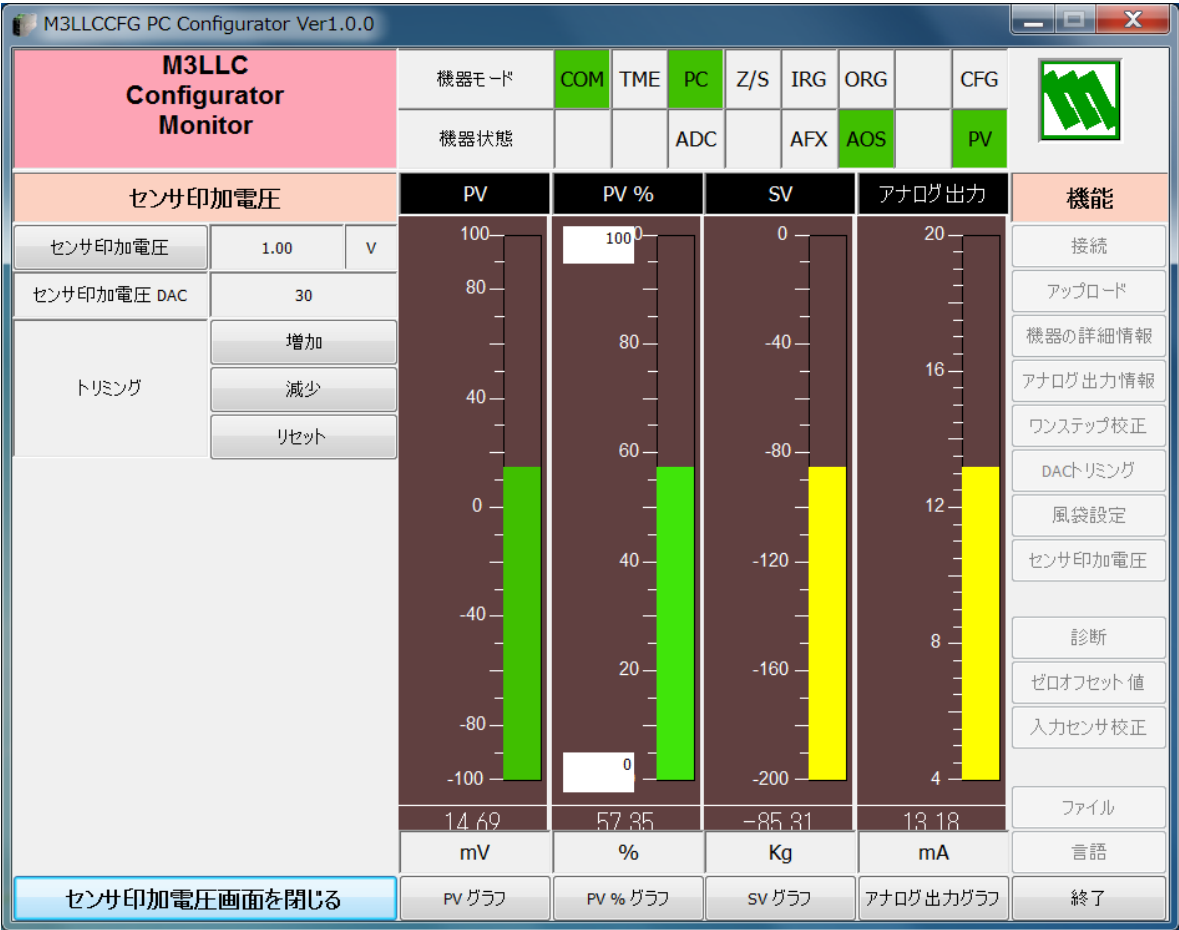 M3LLCCFG PC Configurator Ver1.0.0
M3LLC
Configurator
Monitor
機器モード
COM
TME
PC
Z/S
IRG
ORG
CFG
機器状態
ADC
AFX
AOS
PV
センサ印加電圧
PV
PV %
SV
アナログ出力
機能
センサ印加電圧
1.00
V
センサ印加電圧 DAC
30
トリミング
増加
減少
リセット
100
80
40
0
-40
-80
-100
100
80
60
40
20
0
0
-40
-80
-120
-160
-200
20
16
12
8
4
14.69
57.35
-85.31
13.18
mV
%
Kg
mA
接続
アップロード
機器の詳細情報
アナログ出力情報
ワンステップ校正
DACトリミング
風袋設定
センサ印加電圧
診断
ゼロオフセット値
入力センサ校正
ファイル
言語
センサ印加電圧画面を閉じる
PV グラフ
PV % グラフ
SV グラフ
アナログ出力グラフ
終了